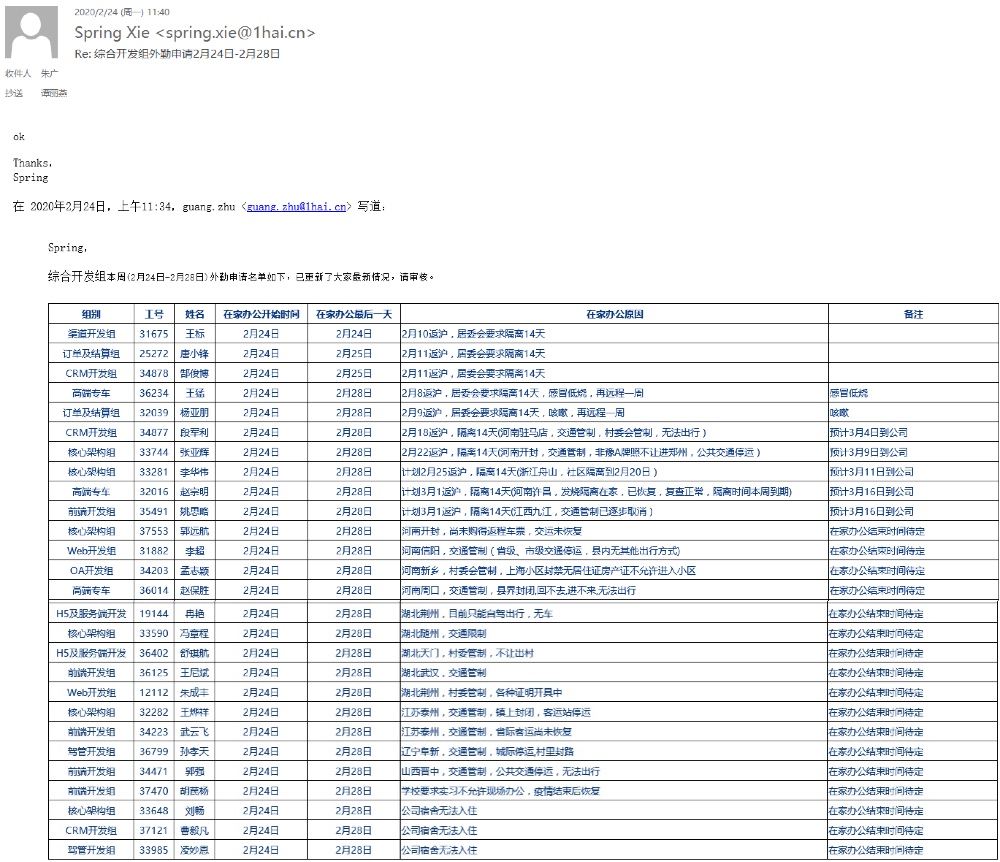 2020/2/24 (周一) 11:40
Spring Xie <spring.xie@1hai.cn>
Re: 综合开发组外勤申请2月24日-2月28日
收件人 朱广
抄送 谭丽燕
ok
Thanks,
Spring
在 2020年2月24日，上午11:34，guang.zhu <guang.zhu@1hai.cn> 写道：
Spring,
综合开发组本周(2月24日-2月28日)外勤申请名单如下，已更新了大家最新情况，请审核。
组别 工号 姓名 在家办公开始时间 在家办公最后一天 在家办公原因 备注
渠道开发组 31675 王标 2月24日 2月24日 2月10返沪，居委会要求隔离14天
订单及结算组 25272 唐小锋 2月24日 2月25日 2月11返沪，居委会要求隔离14天
CRM开发组 34878 郜俊博 2月24日 2月25日 2月11返沪，居委会要求隔离14天
高端专车 36234 王猛 2月24日 2月28日 2月8返沪，居委会要求隔离14天，感冒低烧，再远程一周 感冒低烧
订单及结算组 32039 杨亚朋 2月24日 2月28日 2月9返沪，居委会要求隔离14天，咳嗽，再远程一周 咳嗽
CRM开发组 34877 段军利 2月24日 2月28日 2月18返沪，隔离14天(河南驻马店，交通管制，村委会管制，无法出行） 预计3月4日到公司
核心架构组 33744 张亚辉 2月24日 2月28日 2月22返沪，隔离14天(河南开封，交通管制，非豫A牌照不让进郑州，公共交通停运） 预计3月9日到公司
核心架构组 33281 李华伟 2月24日 2月28日 计划2月25返沪，隔离14天(浙江舟山，社区隔离到2月20日） 预计3月11日到公司
高端专车 32016 赵宗明 2月24日 2月28日 计划3月1返沪，隔离14天(河南许昌，发烧隔离在家，已恢复，复查正常，隔离时间本周到期) 预计3月16日到公司
前端开发组 35491 姚思皓 2月24日 2月28日 计划3月1返沪，隔离14天(江西九江，交通管制已逐步取消） 预计3月16日到公司
核心架构组 37553 郭远航 2月24日 2月28日 河南开封，尚未购得返程车票，交运未恢复 在家办公结束时间待定
Web开发组 31882 李超 2月24日 2月28日 河南信阳，交通管制（省级、市级交通停运，县内无其他出行方式) 在家办公结束时间待定
OA开发组 34203 孟志颖 2月24日 2月28日 河南新乡，村委会管制，上海小区封禁无居住证房产证不允许进入小区 在家办公结束时间待定
高端专车 36014 赵保胜 2月24日 2月28日 河南周口，交通管制，县界封闭,回不去,进不来,无法出行 在家办公结束时间待定
H5及服务端开发 19144 冉艳 2月24日 2月28日 湖北荆州，目前只能自驾出行，无车 在家办公结束时间待定
核心架构组 33590 冯童程 2月24日 2月28日 湖北随州，交通限制 在家办公结束时间待定
H5及服务端开发 36402 舒琪航 2月24日 2月28日 湖北天门，村委管制，不让出村 在家办公结束时间待定
前端开发组 36125 王尼斌 2月24日 2月28日 湖北武汉，交通管制 在家办公结束时间待定
Web开发组 12112 朱成丰 2月24日 2月28日 湖北荆州，村委管制，各种证明开具中 在家办公结束时间待定
核心架构组 32282 王烨祥 2月24日 2月28日 江苏泰州，交通管制，镇上封闭，客运站停运 在家办公结束时间待定
前端开发组 34223 武云飞 2月24日 2月28日 江苏泰州，交通管制，省际客运尚未恢复 在家办公结束时间待定
驾管开发组 36799 孙孝天 2月24日 2月28日 辽宁阜新，交通管制，城际停运,村里封路 在家办公结束时间待定
前端开发组 34471 郭强 2月24日 2月28日 山西晋中，交通管制，公共交通停运，无法出行 在家办公结束时间待定
前端开发组 37470 胡茂杨 2月24日 2月28日 学校要求实习不允许现场办公，疫情结束后恢复 在家办公结束时间待定
核心架构组 33648 刘畅 2月24日 2月28日 公司宿舍无法入住 在家办公结束时间待定
CRM开发组 37121 曹毅凡 2月24日 2月28日 公司宿舍无法入住 在家办公结束时间待定
驾管开发组 33985 凌妙恩 2月24日 2月28日 公司宿舍无法入住 在家办公结束时间待定